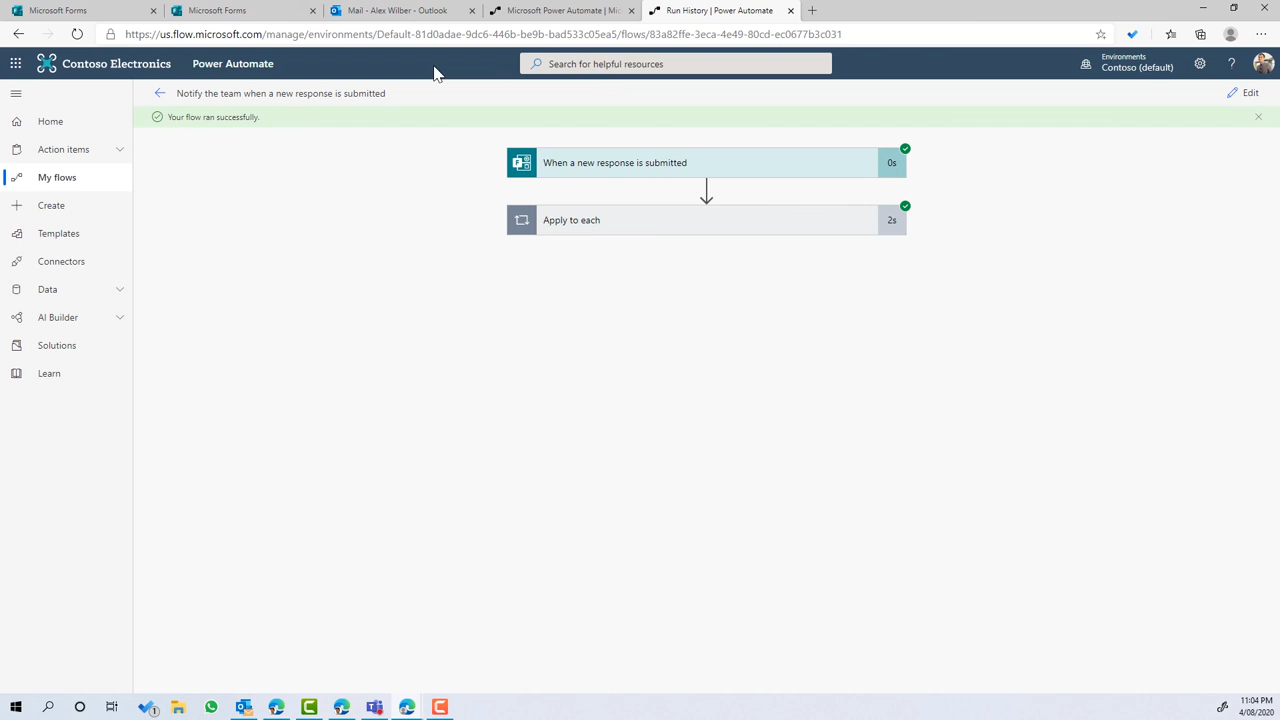 Microsoft Forms
Microsoft Forms
Mail - Alex Wilber - Outlook
Microsoft Power Automate | Mic
Run History | Power Automate
https://us.flow.microsoft.com/manage/environments/Default-81d0adae-9dc6-446b-be9b-bad533c05ea5/flows/83a82ffe-3eca-4e49-80cd-ec0677b3c031
Contoso Electronics
Power Automate
Search for helpful resources
Environments
Contoso (default)
Notify the team when a new response is submitted
Edit
Your flow ran successfully.
Home
Action items
My flows
Create
Templates
Connectors
Data
AI Builder
Solutions
Learn
When a new response is submitted
0s
Apply to each
2s
11:04 PM
4/08/2020